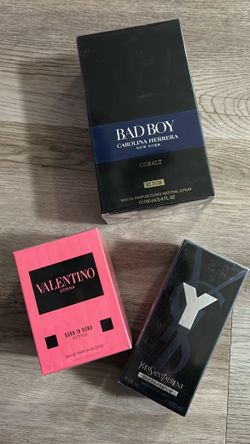 BAD BOY
CAROLINA HERRERA
NEW YORK
COBALT
ELIXIR
VALENTINO
DONNA
BORN IN ROMA
INTENSE
Y
YVES SAINT LAURENT
EAU DE PARFUM